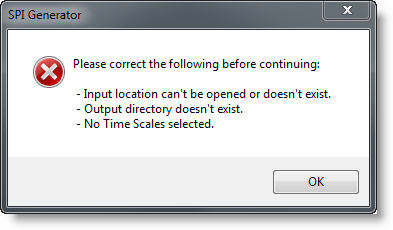 SPI Generator
Please correct the following before continuing:
- Input location can't be opened or doesn't exist.
- Output directory doesn't exist.
- No Time Scales selected.
OK